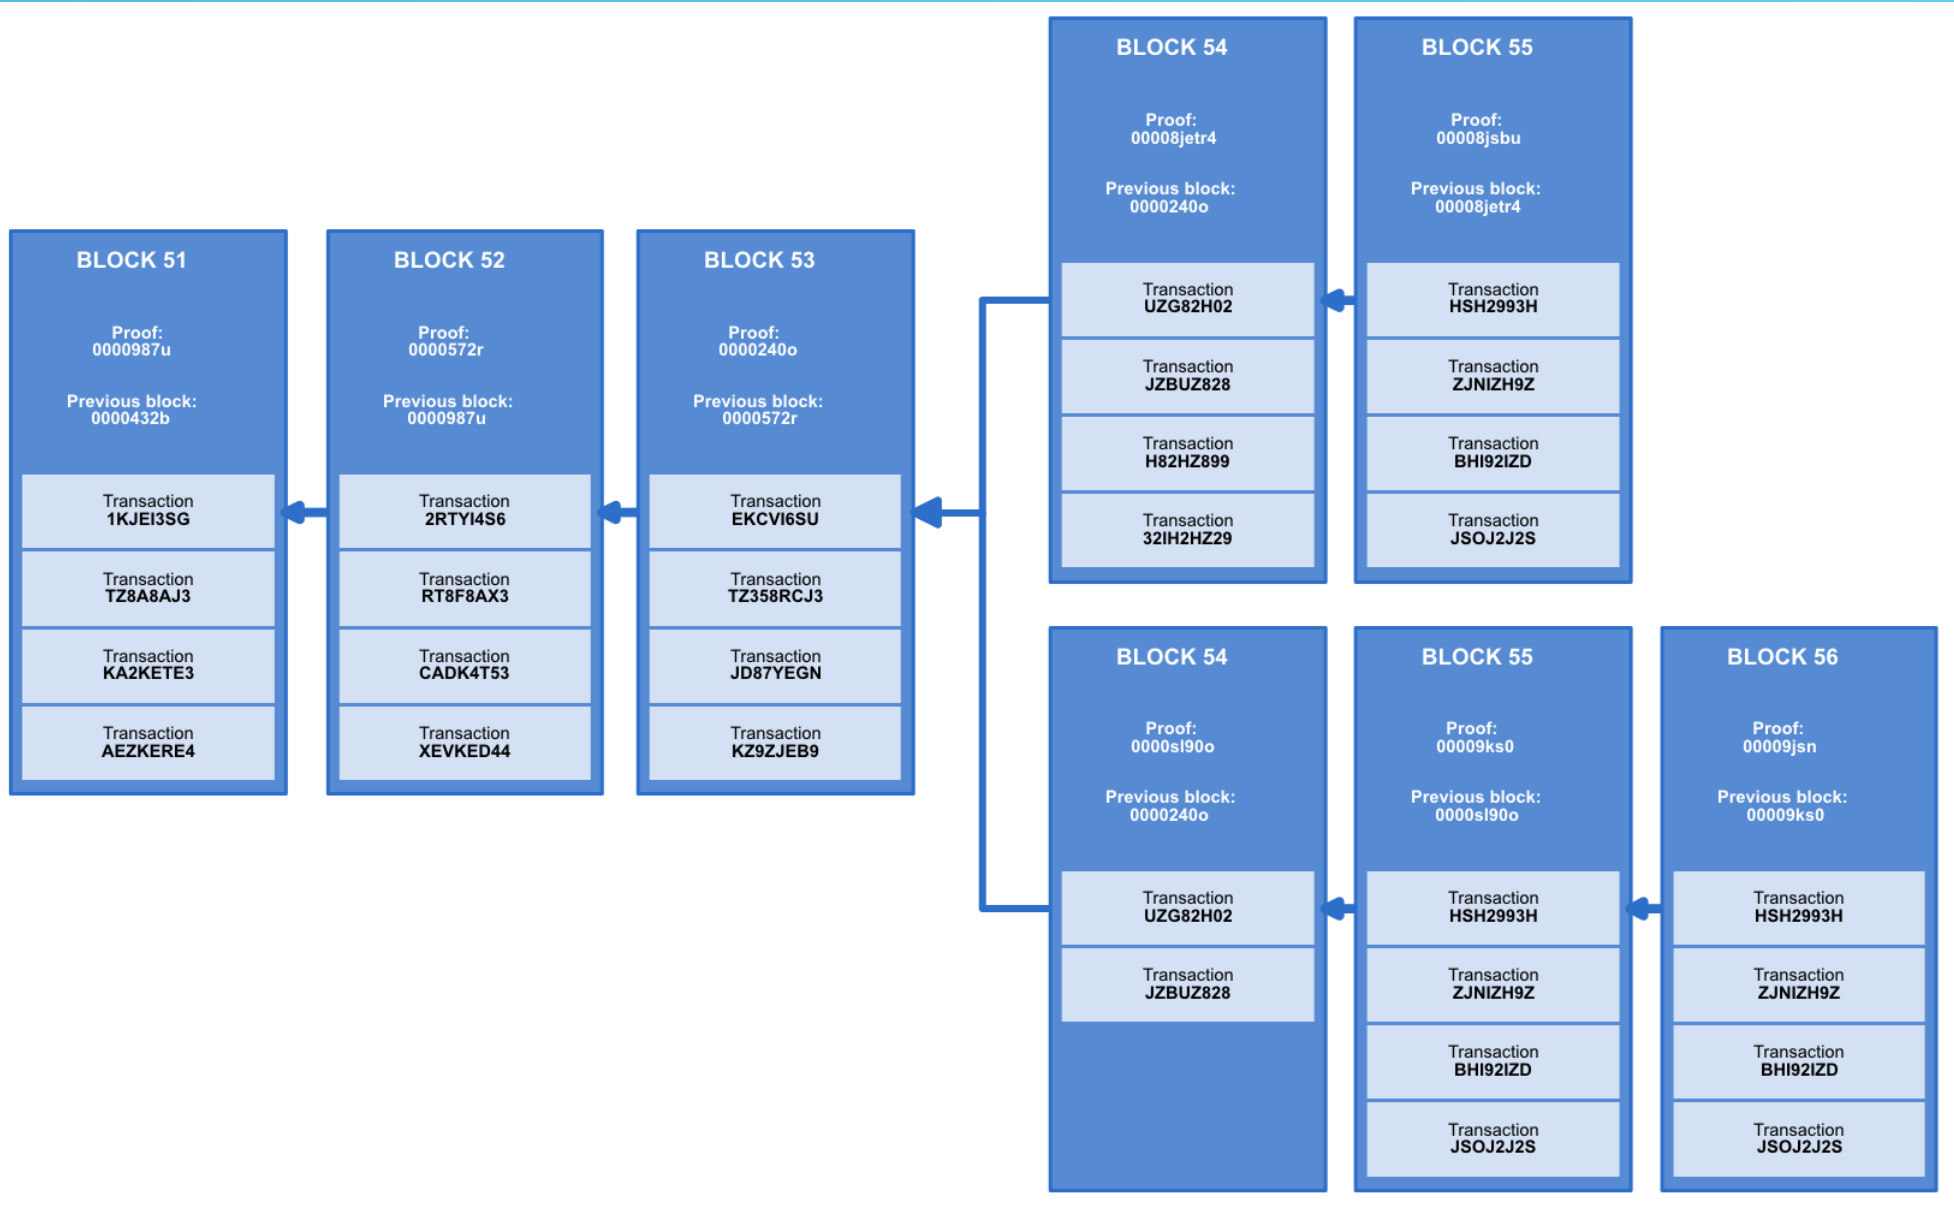 BLOCK 51
Proof:
0000987u
Previous block:
0000432b
Transaction
1KJEI3SG
Transaction
TZ8A8AJ3
Transaction
KA2KETE3
Transaction
AEZKERE4
BLOCK 52
Proof:
0000572r
Previous block:
0000987u
Transaction
2RTYI4S6
Transaction
RT8F8AX3
Transaction
CADK4T53
Transaction
XEVKED44
BLOCK 53
Proof:
0000240o
Previous block:
0000572r
Transaction
EKCVI6SU
Transaction
TZ358RCJ3
Transaction
JD87YEGN
Transaction
KZ9ZJEB9
BLOCK 54
Proof:
00008jetr4
Previous block:
0000240o
Transaction
UZG82H02
Transaction
JZBUZ828
Transaction
H82HZ899
Transaction
32IH2HZ29
BLOCK 55
Proof:
00008jsbu
Previous block:
00008jetr4
Transaction
HSH2993H
Transaction
ZJNIZH9Z
Transaction
BHI92IZD
Transaction
JSOJ2J2S
BLOCK 54
Proof:
0000sl90o
Previous block:
0000240o
Transaction
UZG82H02
Transaction
JZBUZ828
BLOCK 55
Proof:
00009ks0
Previous block:
0000sl90o
Transaction
HSH2993H
Transaction
ZJNIZH9Z
Transaction
BHI92IZD
Transaction
JSOJ2J2S
BLOCK 56
Proof:
00009jsn
Previous block:
00009ks0
Transaction
HSH2993H
Transaction
ZJNIZH9Z
Transaction
BHI92IZD
Transaction
JSOJ2J2S